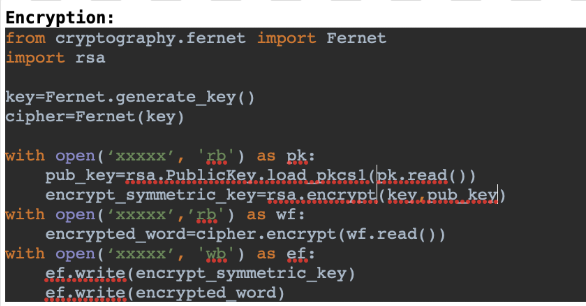 Encryption:
from cryptography.fernet import Fernet
import rsa
key=Fernet.generate_key()
cipher=Fernet(key)
with open(‘xxxxx’, 'rb') as pk:
pub_key=rsa.PublicKey.load_pkcs1(pk.read())
encrypt_symmetric_key=rsa.encrypt(key,pub_key)
with open(‘xxxxx’,’rb') as wf:
encrypted_word=cipher.encrypt(wf.read())
with open(‘xxxxx’, 'wb') as ef:
ef.write(encrypt_symmetric_key)
ef.write(encrypted_word)